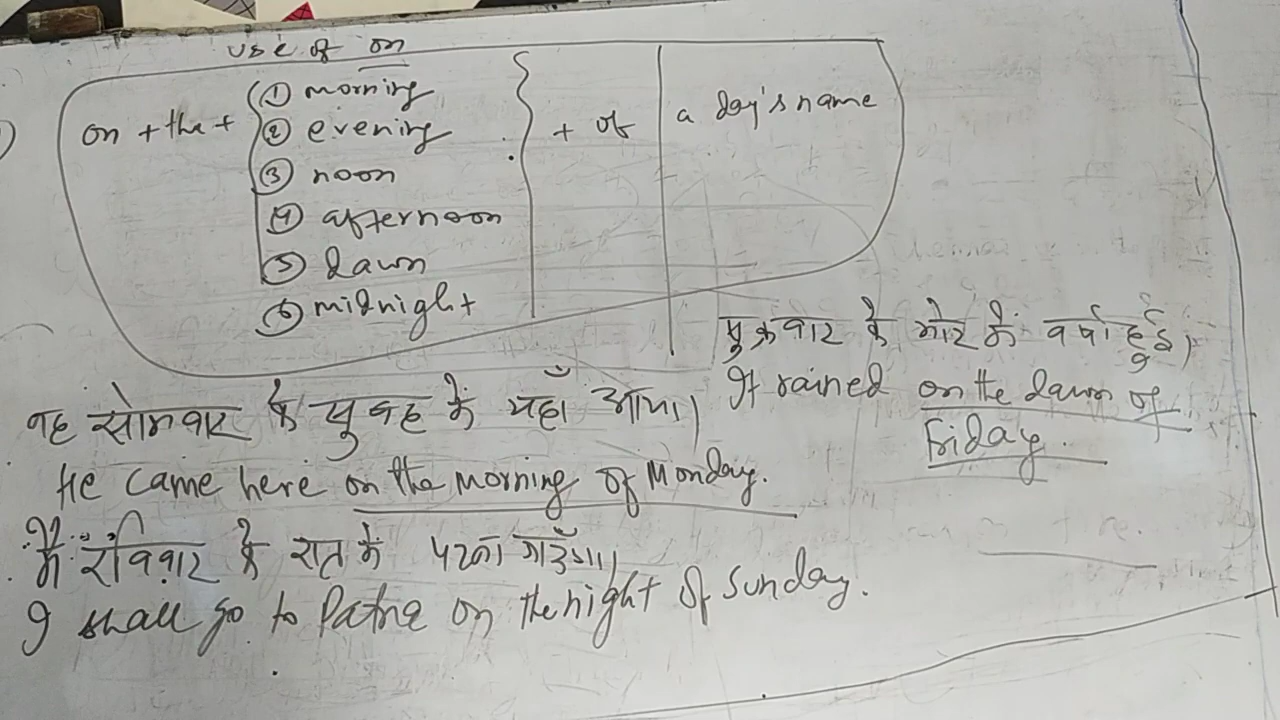 use of on
on + the +
① morning
② evening
③ noon
④ afternoon
⑤ dawn
⑥ midnight
+ of
a day's name
शुक्रवार के भोर में वर्षा हुई।
It rained on the dawn of
Friday.
वह सोमवार के सुबह में यहाँ आया।
He came here on the morning of Monday.
मैं रविवार के रात में पटना जाउँगा।
I shall go to Patna on the night of Sunday.